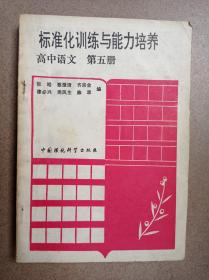 标准化训练与能力培养
高中语文 第五册
编
中国环境科学出版社